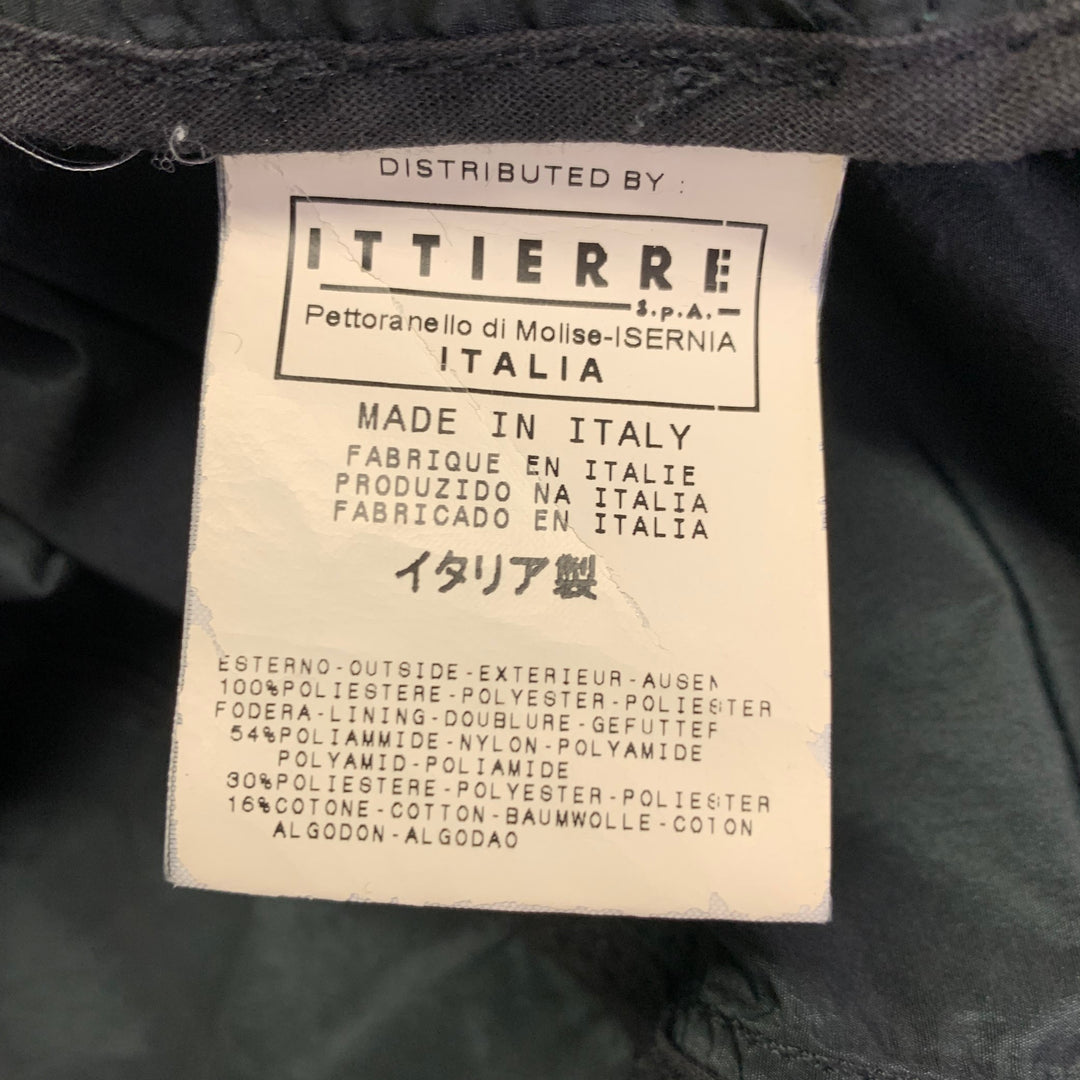 DISTRIBUTED BY :
ITTIERRE
S.p.A.
Pettoranello di Molise-ISERNIA
ITALIA
MADE IN ITALY
FABRIQUE EN ITALIE
PRODUZIDO NA ITALIA
FABRICADO EN ITALIA
イタリア製
ESTERNO-OUTSIDE-EXTERIEUR-AUSEN
100%POLIESTERE-POLYESTER-POLIESTER
FODERA-LINING-DOUBLURE-GEFUTTEF
54%POLIAMMIDE-NYLON-POLYAMIDE
POLYAMID-POLIAMIDE
30%POLIESTERE-POLYESTER-POLIESTER
16%COTONE-COTTON-BAUMWOLLE-COTON
ALGODON-ALGODAO